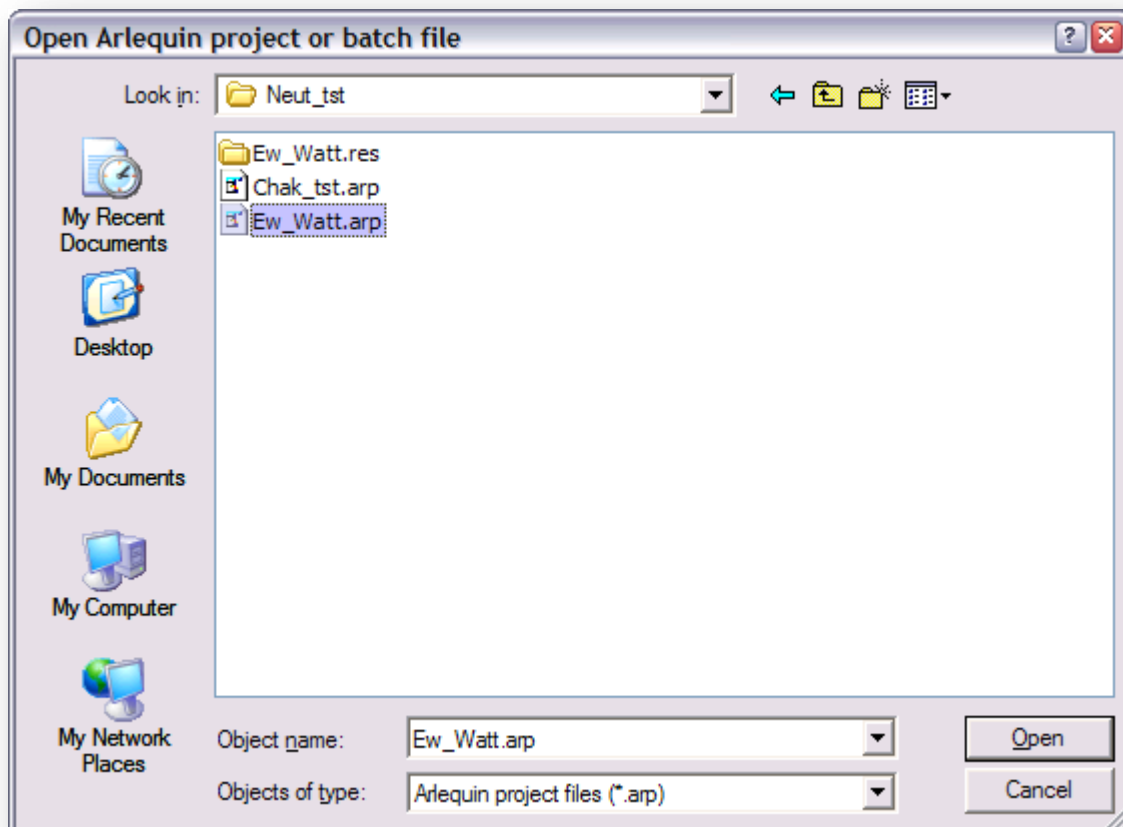 Open Arlequin project or batch file
Look in:
Neut_tst
Ew_Watt.res
Chak_tst.arp
Ew_Watt.arp
My Recent
Documents
Desktop
My Documents
My Computer
My Network
Places
Object name:
Ew_Watt.arp
Open
Objects of type:
Arlequin project files (*.arp)
Cancel